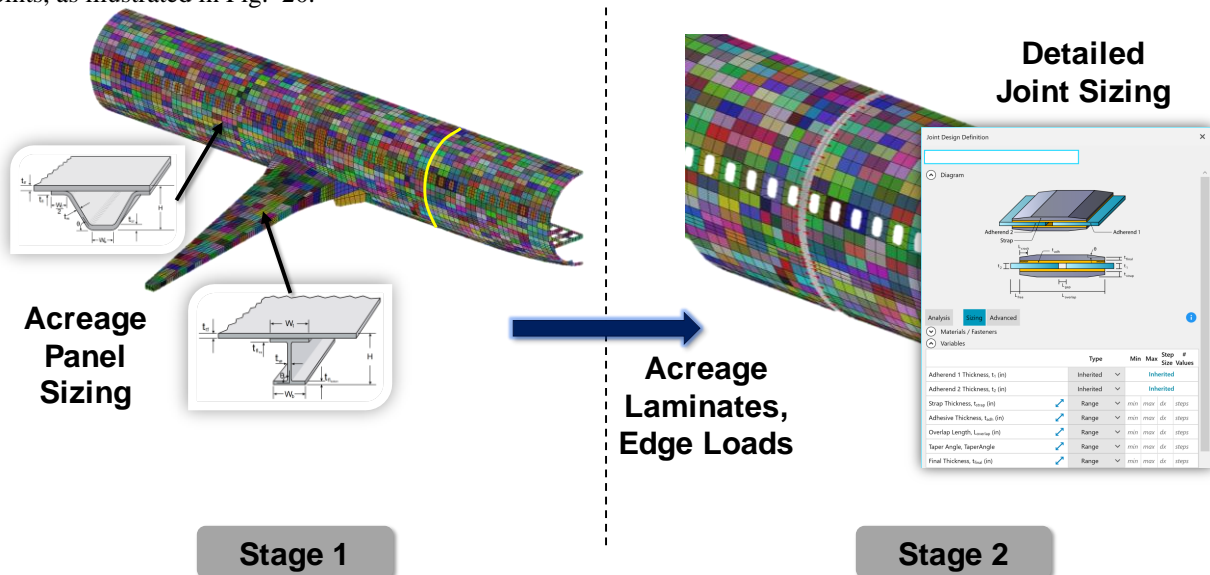 oints, as illustrated in Fig. 26.
Acreage
Panel
Sizing
Stage 1
Acreage
Laminates,
Edge Loads
Detailed
Joint Sizing
Joint Design Definition
Diagram
Adherend 2
Strap
Adherend 1
θ
Analysis Sizing Advanced
Materials / Fasteners
Variables
Type Min Max Step Size # Values
Adherend 1 Thickness, t₁ (in) Inherited Inherited
Adherend 2 Thickness, t₂ (in) Inherited Inherited
Strap Thickness, tstrap (in) Range min max dx steps
Adhesive Thickness, tadh (in) Range min max dx steps
Overlap Length, Loverlap (in) Range min max dx steps
Taper Angle, TaperAngle Range min max dx steps
Final Thickness, tfinal (in) Range min max dx steps
Stage 2